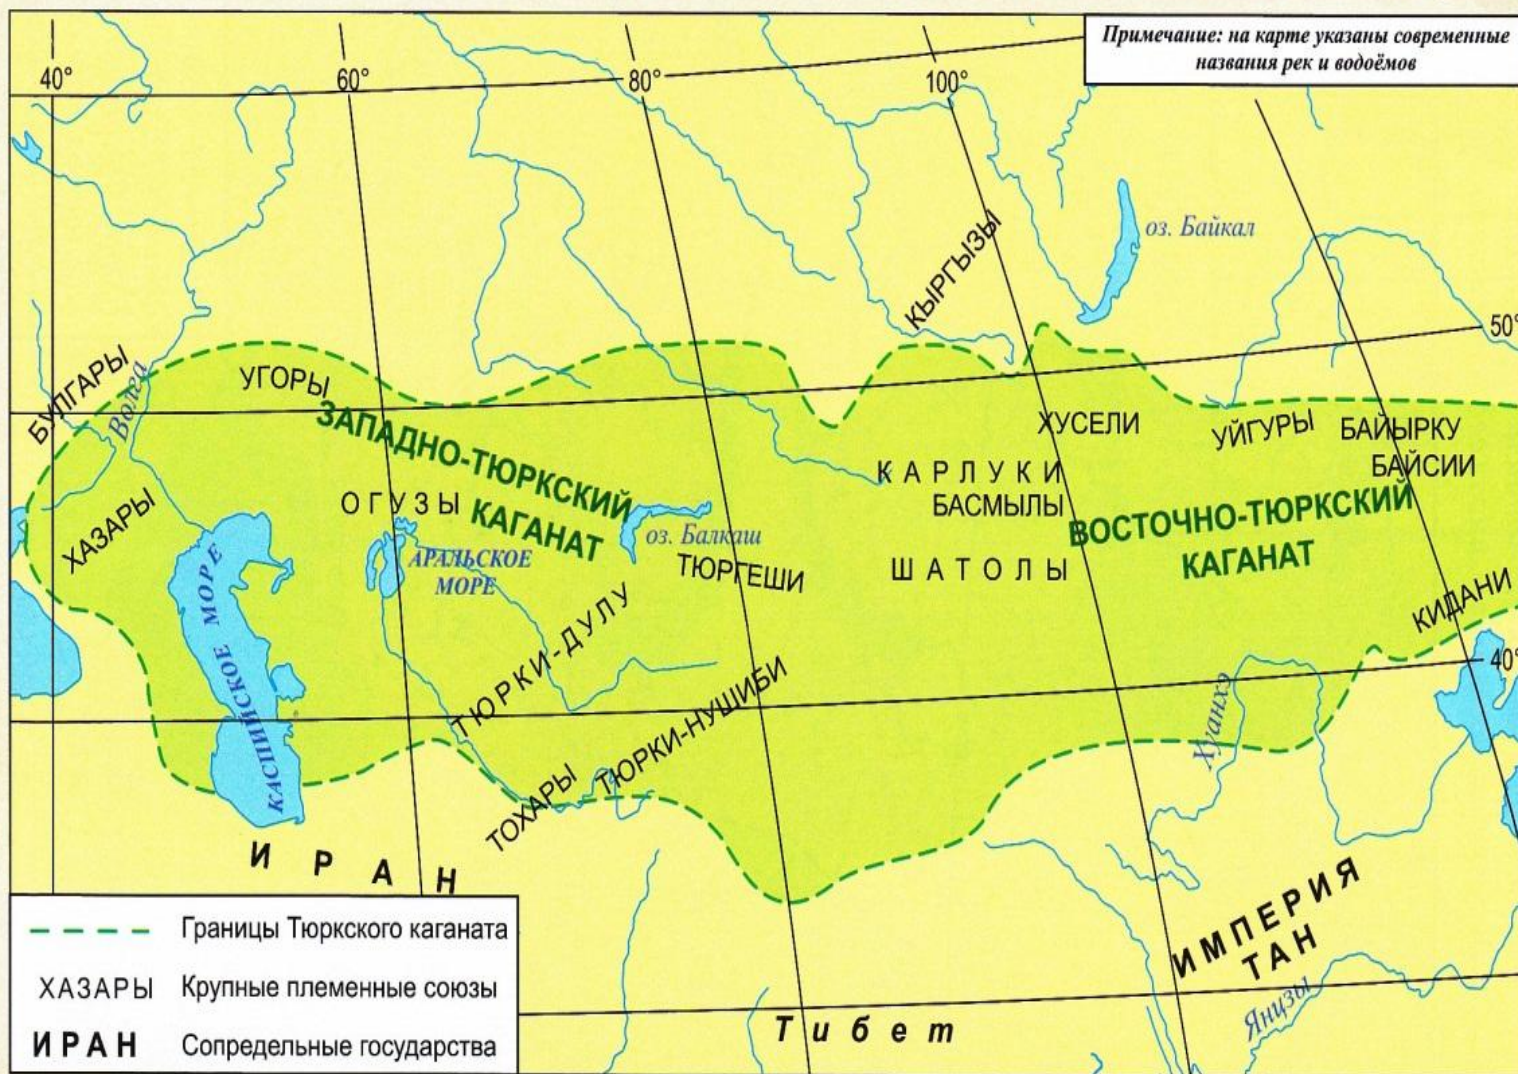 Примечание: на карте указаны современные
названия рек и водоёмов
40°
60°
80°
100°
оз. Байкал
КЫРГЫЗЫ
50°
БУЛГАРЫ
Волга
УГОРЫ
ЗАПАДНО-ТЮРКСКИЙ
КАГАНАТ
ХУСЕЛИ
УЙГУРЫ
БАЙЫРКУ
БАЙСИИ
КАРЛУКИ
БАСМЫЛЫ
ВОСТОЧНО-ТЮРКСКИЙ
КАГАНАТ
ХАЗАРЫ
ОГУЗЫ
АРАЛЬСКОЕ
МОРЕ
оз. Балкаш
ТЮРГЕШИ
ШАТОЛЫ
КИДАНИ
КАСПИЙСКОЕ МОРЕ
ТЮРКИ-ДУЛУ
ТЮРКИ-НУШИБИ
ТОХАРЫ
40°
Хуанхэ
ИРАН
ИМПЕРИЯ
ТАН
Янцзы
Тибет
Границы Тюркского каганата
ХАЗАРЫ Крупные племенные союзы
ИРАН Сопредельные государства